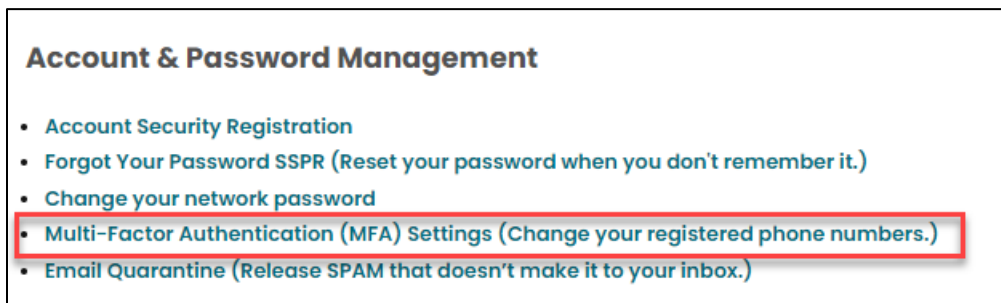 Account & Password Management
Account Security Registration
Forgot Your Password SSPR (Reset your password when you don't remember it.)
Change your network password
Multi-Factor Authentication (MFA) Settings (Change your registered phone numbers.)
Email Quarantine (Release SPAM that doesn’t make it to your inbox.)